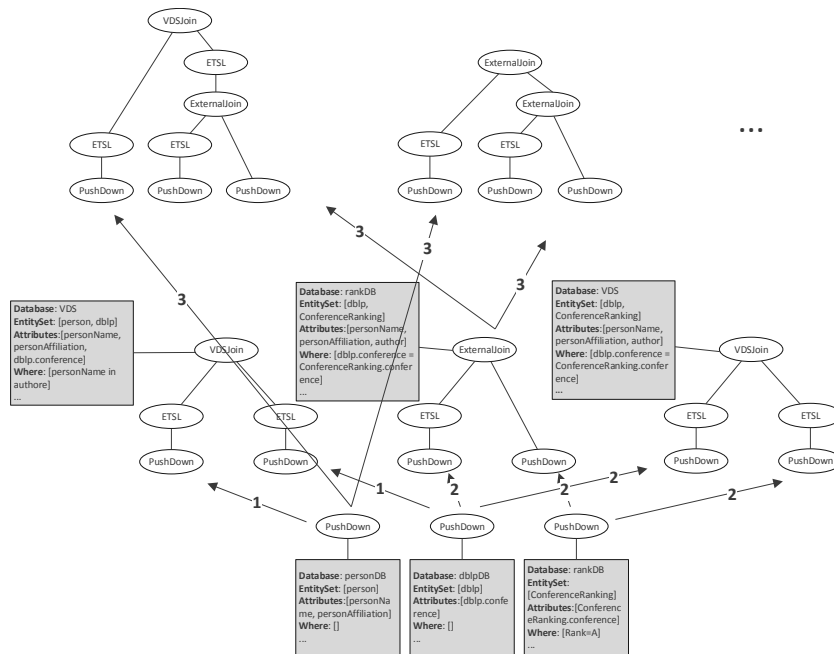 VDSJoin
ETSL
ExternalJoin
ETSL
ETSL
PushDown
PushDown
PushDown
ExternalJoin
ExternalJoin
ETSL
ETSL
PushDown
PushDown
PushDown
...
3
3
3
3
Database: VDS
EntitySet: [person, dblp]
Attributes:[personName,
personAffiliation,
dblp.conference]
Where: [personName in
authore]
...
VDSJoin
ETSL
ETSL
PushDown
PushDown
Database: rankDB
EntitySet: [dblp,
ConferenceRanking]
Attributes:[personName,
personAffiliation, author]
Where: [dblp.conference =
ConferenceRanking.confer
ence]
...
ExternalJoin
ETSL
PushDown
PushDown
Database: VDS
EntitySet: [dblp,
ConferenceRanking]
Attributes:[personName,
personAffiliation, author]
Where: [dblp.conference =
ConferenceRanking.confer
ence]
...
VDSJoin
ETSL
ETSL
PushDown
PushDown
1
1
2
2
2
2
PushDown
PushDown
PushDown
Database: personDB
EntitySet: [person]
Attributes:[personNa
me, personAffiliation]
Where: []
...
Database: dblpDB
EntitySet: [dblp]
Attributes:[dblp.confe
rence]
Where: []
...
Database: rankDB
EntitySet:
[ConferenceRanking]
Attributes:[Conferenc
eRanking.conference]
Where: [Rank=A]
...